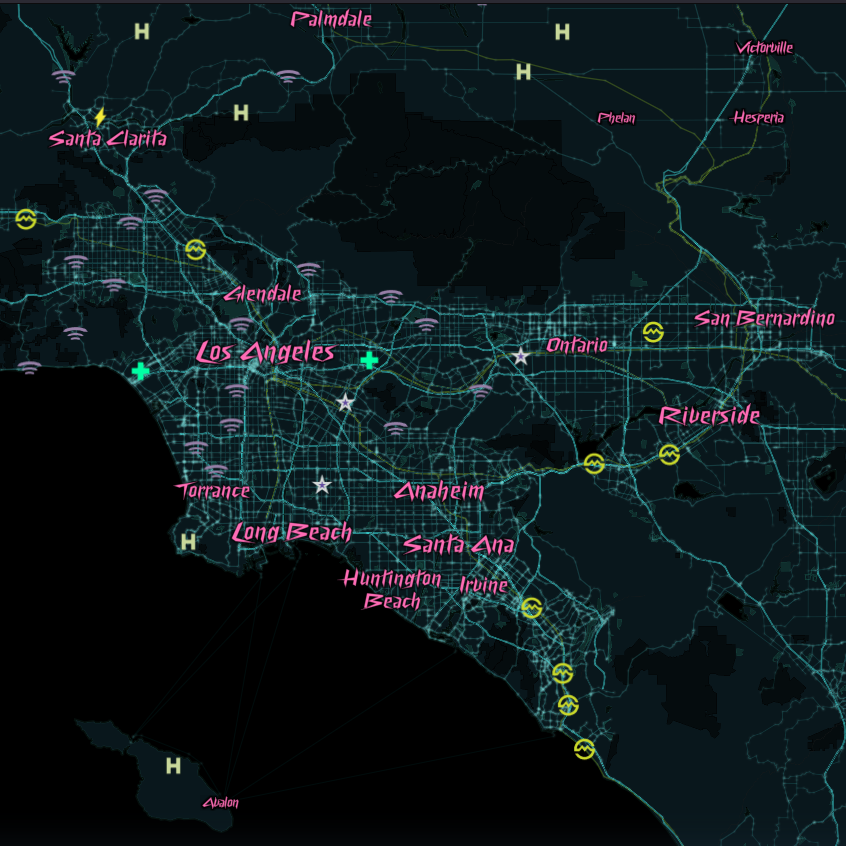 Palmdale
Victorville
Phelan
Hesperia
Santa Clarita
Glendale
San Bernardino
Ontario
Los Angeles
Riverside
Torrance
Anaheim
Long Beach
Santa Ana
Huntington
Beach
Irvine
Avalon
H
H
H
H
H
H